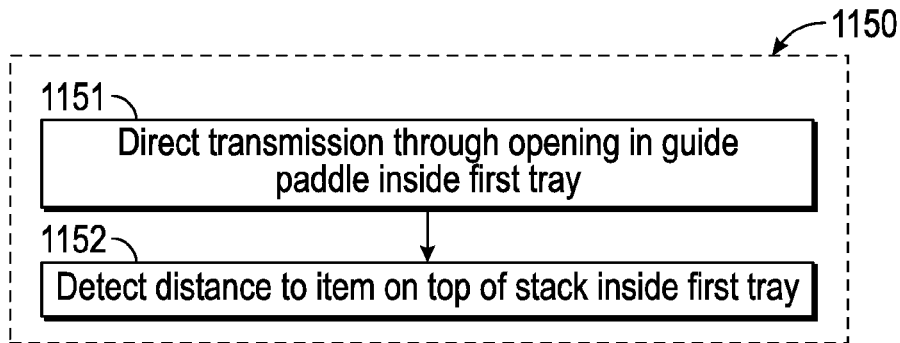 1150
1151
Direct transmission through opening in guide
paddle inside first tray
1152
Detect distance to item on top of stack inside first tray